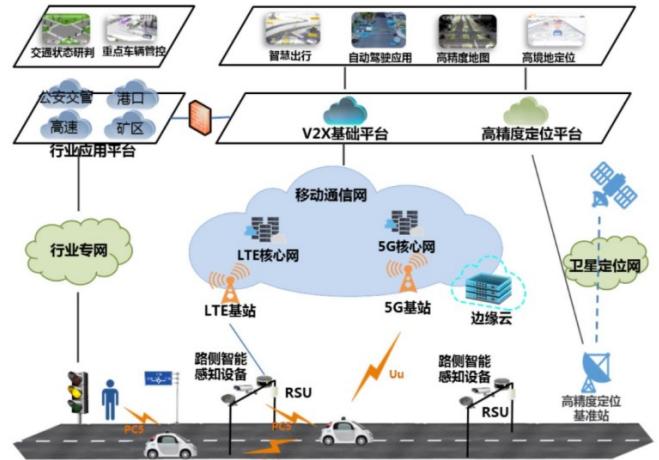 交通状态研判
重点车辆管控
智慧出行
自动驾驶应用
高精度地图
高境地定位
公安交管
港口
高速
矿区
行业应用平台
V2X基础平台
高精度定位平台
移动通信网
LTE核心网
5G核心网
行业专网
卫星定位网
LTE基站
5G基站
边缘云
路侧智能
感知设备
RSU
Uu
路侧智能
感知设备
RSU
高精度定位
基准站
PC5
PC5